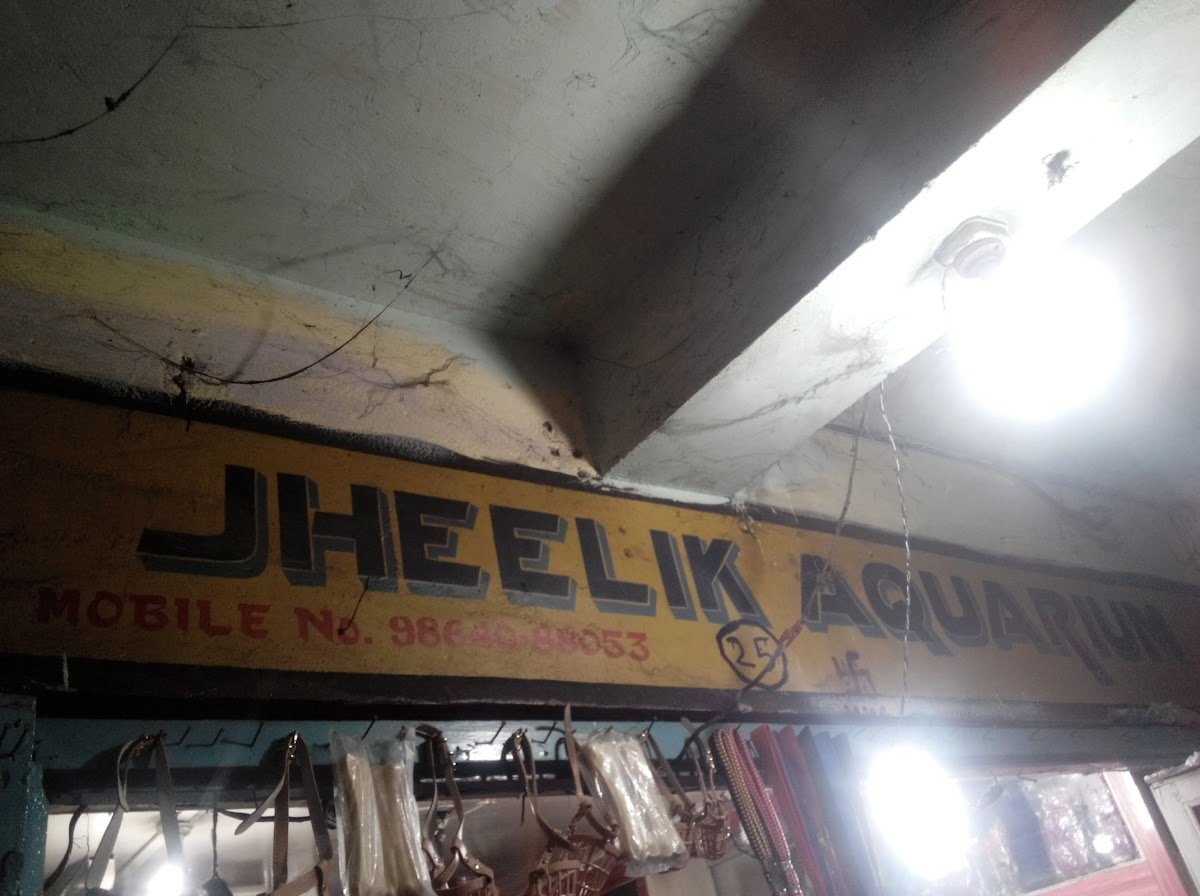 JHEELIK AQUARIUM
MOBILE No. 98640-88053
25